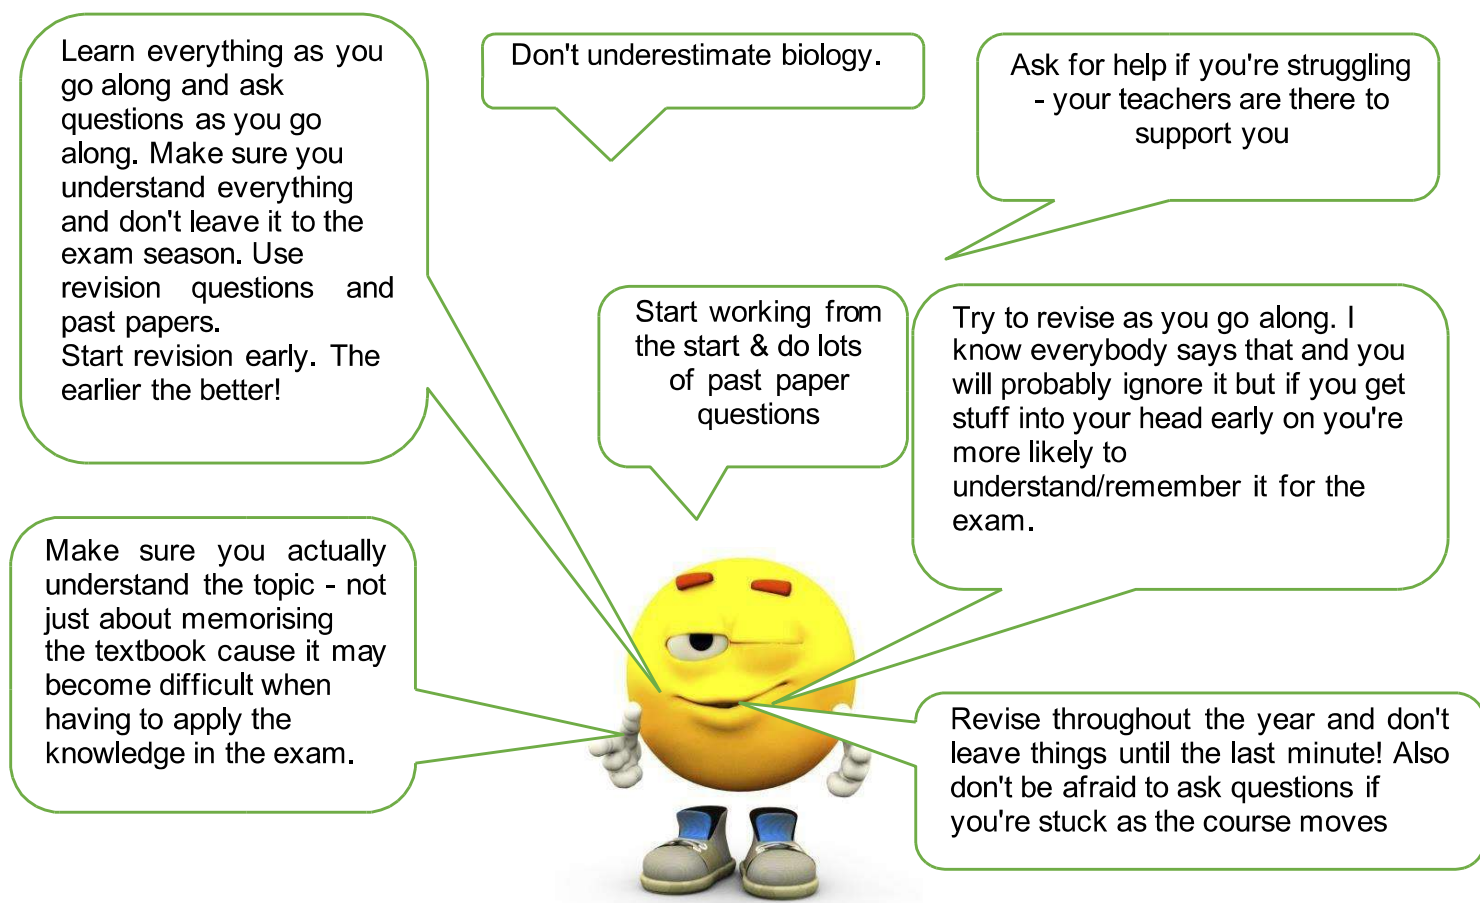 Learn everything as you
go along and ask
questions as you go
along. Make sure you
understand everything
and don't leave it to the
exam season. Use
revision questions and
past papers.
Start revision early. The
earlier the better!
Don't underestimate biology.
Ask for help if you're struggling
- your teachers are there to
support you
Start working from
the start & do lots
of past paper
questions
Try to revise as you go along. I
know everybody says that and you
will probably ignore it but if you get
stuff into your head early on you're
more likely to
understand/remember it for the
exam.
Make sure you actually
understand the topic - not
just about memorising
the textbook cause it may
become difficult when
having to apply the
knowledge in the exam.
Revise throughout the year and don't
leave things until the last minute! Also
don't be afraid to ask questions if
you're stuck as the course moves